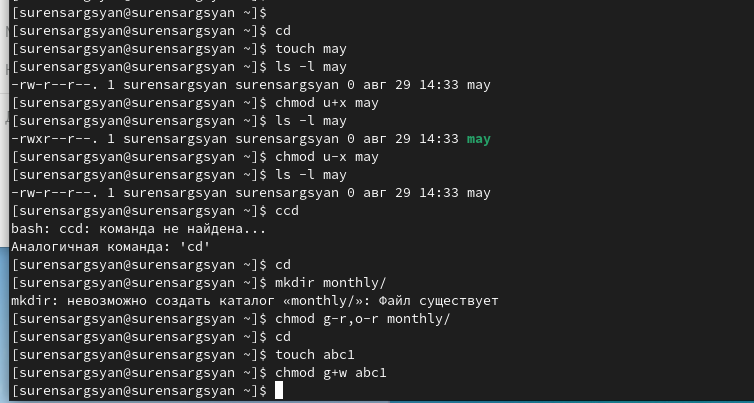 [surensargsyan@surensargsyan ~]$
[surensargsyan@surensargsyan ~]$ cd
[surensargsyan@surensargsyan ~]$ touch may
[surensargsyan@surensargsyan ~]$ ls -l may
-rw-r--r--. 1 surensargsyan surensargsyan 0 авг 29 14:33 may
[surensargsyan@surensargsyan ~]$ chmod u+x may
[surensargsyan@surensargsyan ~]$ ls -l may
-rwxr--r--. 1 surensargsyan surensargsyan 0 авг 29 14:33 may
[surensargsyan@surensargsyan ~]$ chmod u-x may
[surensargsyan@surensargsyan ~]$ ls -l may
-rw-r--r--. 1 surensargsyan surensargsyan 0 авг 29 14:33 may
[surensargsyan@surensargsyan ~]$ ccd
bash: ccd: команда не найдена...
Аналогичная команда: 'cd'
[surensargsyan@surensargsyan ~]$ cd
[surensargsyan@surensargsyan ~]$ mkdir monthly/
mkdir: невозможно создать каталог «monthly/»: Файл существует
[surensargsyan@surensargsyan ~]$ chmod g-r,o-r monthly/
[surensargsyan@surensargsyan ~]$ cd
[surensargsyan@surensargsyan ~]$ touch abc1
[surensargsyan@surensargsyan ~]$ chmod g+w abc1
[surensargsyan@surensargsyan ~]$